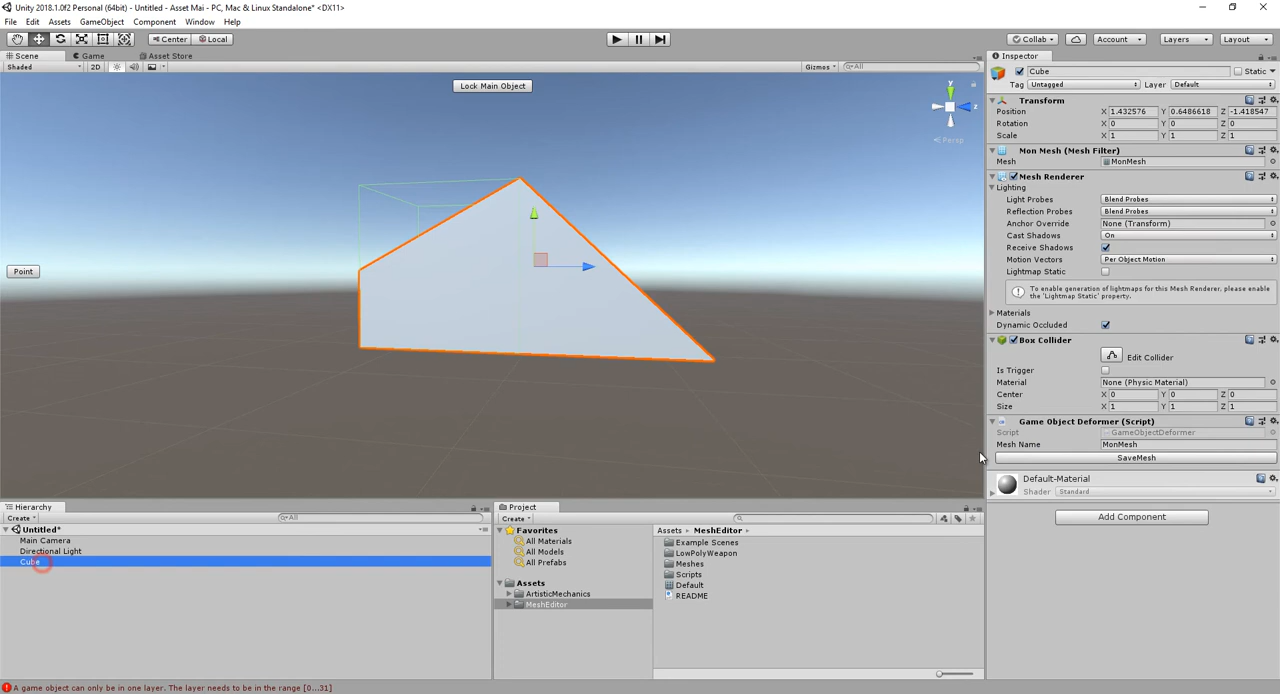 Unity 2018.1.0f2 Personal (64bit) - Untitled - Asset Mai - PC, Mac & Linux Standalone* <DX11>
File Edit Assets GameObject Component Window Help
Center Local Collab Account Layers Layout
Scene Game Asset Store
Shaded 2D Gizmos All
Lock Main Object
y
z
Persp
Point
Inspector
Cube Static
Tag Untagged Layer Default
Transform
Position X 1.432576 Y 0.6486618 Z -1.418547
Rotation X 0 Y 0 Z 0
Scale X 1 Y 1 Z 1
Mon Mesh (Mesh Filter)
Mesh MonMesh
Mesh Renderer
Lighting
Light Probes Blend Probes
Reflection Probes Blend Probes
Anchor Override None (Transform)
Cast Shadows On
Receive Shadows
Motion Vectors Per Object Motion
Lightmap Static
To enable generation of lightmaps for this Mesh Renderer, please enable
the 'Lightmap Static' property.
Materials
Dynamic Occluded
Box Collider
Edit Collider
Is Trigger
Material None (Physic Material)
Center X 0 Y 0 Z 0
Size X 1 Y 1 Z 1
Game Object Deformer (Script)
Script GameObjectDeformer
Mesh Name MonMesh
SaveMesh
Default-Material
Shader Standard
Add Component
Hierarchy
Create All
Untitled*
Main Camera
Directional Light
Cube
Project
Create
Favorites
All Materials
All Models
All Prefabs
Assets
ArtisticMechanics
MeshEditor
Assets MeshEditor
Example Scenes
LowPolyWeapon
Meshes
Scripts
Default
README
A game object can only be in one layer. The layer needs to be in the range [0...31]